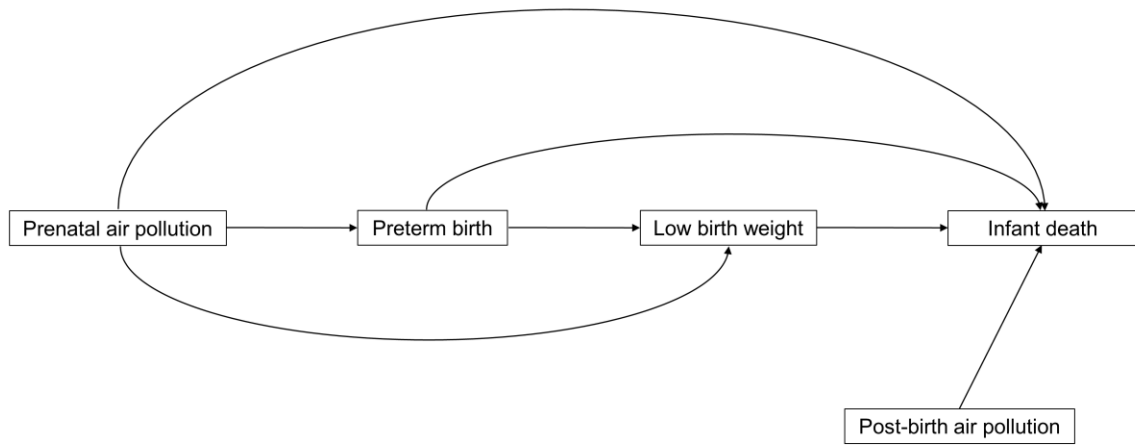 Prenatal air pollution
Preterm birth
Low birth weight
Infant death
Post-birth air pollution